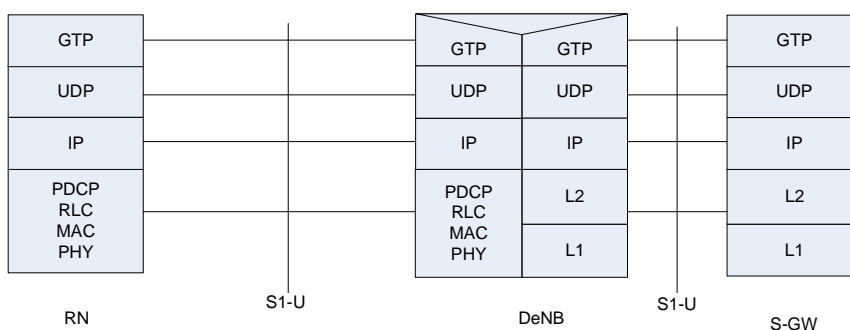 GTP
UDP
IP
PDCP
RLC
MAC
PHY
RN
S1-U
GTP
GTP
UDP
UDP
IP
IP
PDCP
RLC
MAC
PHY
L2
L1
DeNB
S1-U
GTP
UDP
IP
L2
L1
S-GW